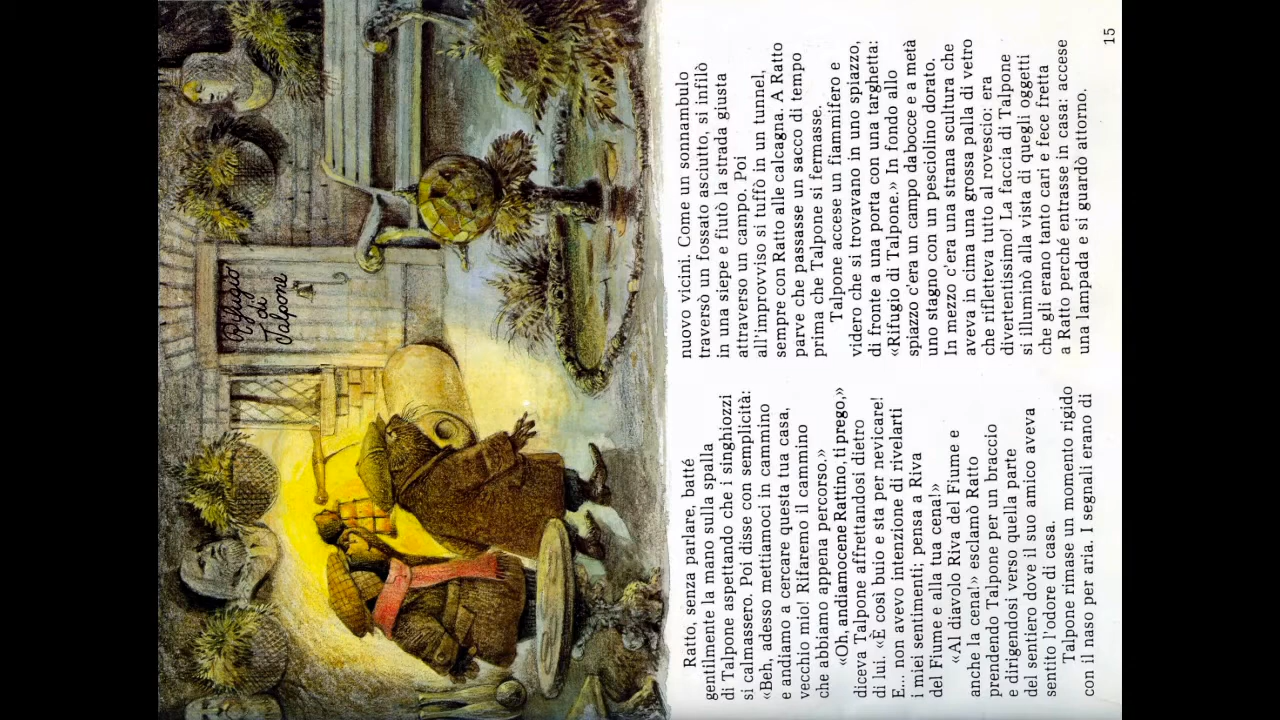 Rifugio
di
Talpone
Ratto, senza parlare, batté
gentilmente la mano sulla spalla
di Talpone aspettando che i singhiozzi
si calmassero. Poi disse con semplicità:
«Beh, adesso mettiamoci in cammino
e andiamo a cercare questa tua casa,
vecchio mio! Rifaremo il cammino
che abbiamo appena percorso.»
«Oh, andiamocene Rattino, ti prego,»
diceva Talpone affrettandosi dietro
di lui. «È così buio e sta per nevicare!
E... non avevo intenzione di rivelarti
i miei sentimenti; pensa a Riva
del Fiume e alla tua cena!»
«Al diavolo Riva del Fiume e
anche la cena!» esclamò Ratto
prendendo Talpone per un braccio
e dirigendosi verso quella parte
del sentiero dove il suo amico aveva
sentito l'odore di casa.
Talpone rimase un momento rigido
con il naso per aria. I segnali erano di
nuovo vicini. Come un sonnambulo
traversò un fossato asciutto, si infilò
in una siepe e fiutò la strada giusta
attraverso un campo. Poi
all'improvviso si tuffò in un tunnel,
sempre con Ratto alle calcagna. A Ratto
parve che passasse un sacco di tempo
prima che Talpone si fermasse.
Talpone accese un fiammifero e
videro che si trovavano in uno spiazzo,
di fronte a una porta con una targhetta:
«Rifugio di Talpone.» In fondo allo
spiazzo c'era un campo da bocce e a metà
uno stagno con un pesciolino dorato.
In mezzo c'era una strana scultura che
aveva in cima una grossa palla di vetro
che rifletteva tutto al rovescio: era
divertentissimo! La faccia di Talpone
si illuminò alla vista di quegli oggetti
che gli erano tanto cari e fece fretta
a Ratto perché entrasse in casa: accese
una lampada e si guardò attorno.
15